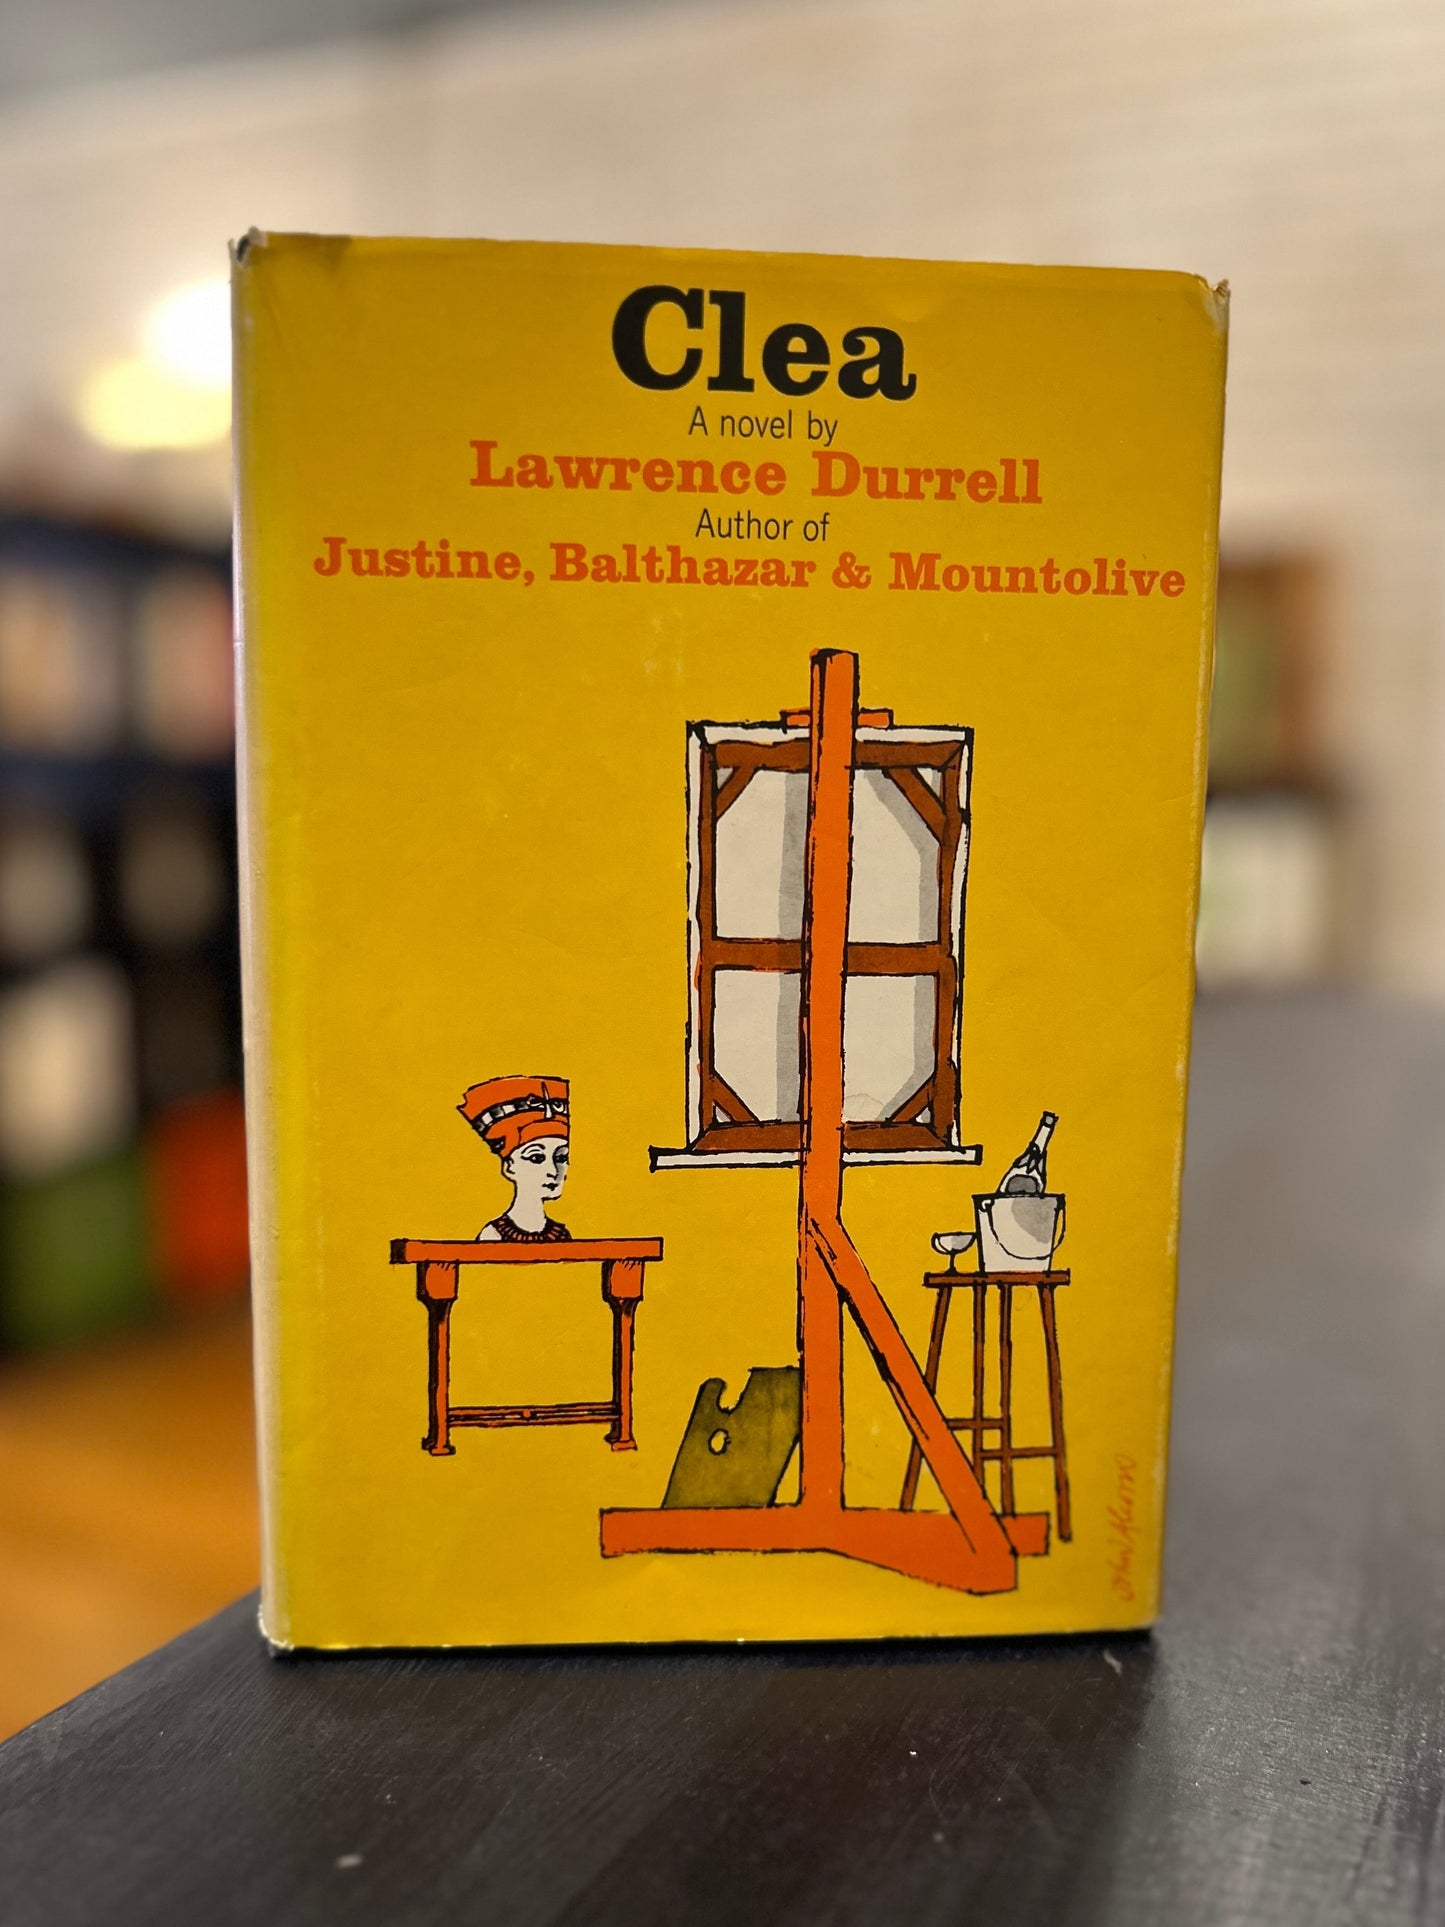 Clea
A novel by
Lawrence Durrell
Author of
Justine, Balthazar & Mountolive